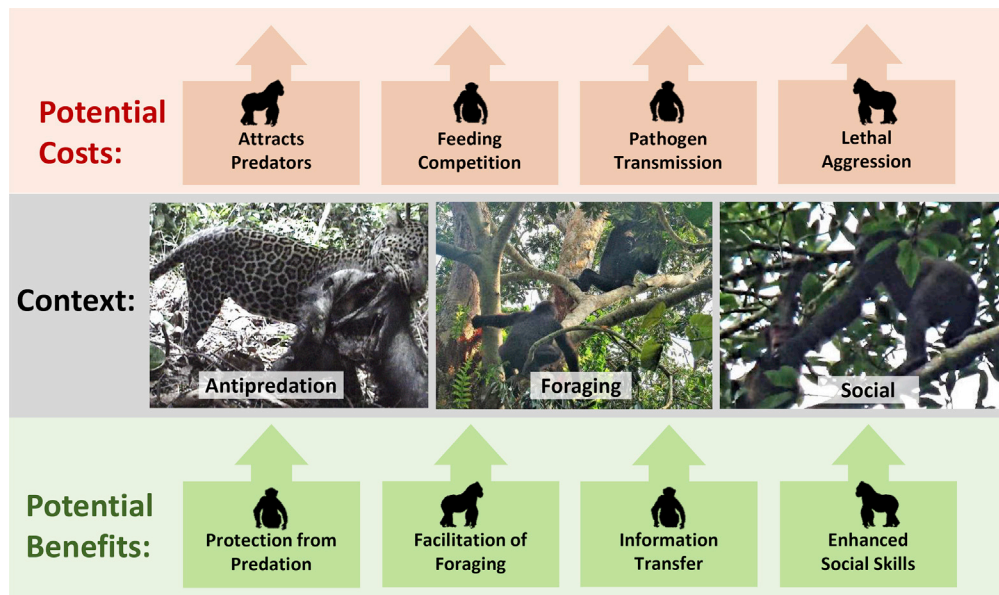 Potential
Costs:
Attracts
Predators
Feeding
Competition
Pathogen
Transmission
Lethal
Aggression
Context:
Antipredation
Foraging
Social
Potential
Benefits:
Protection from
Predation
Facilitation of
Foraging
Information
Transfer
Enhanced
Social Skills